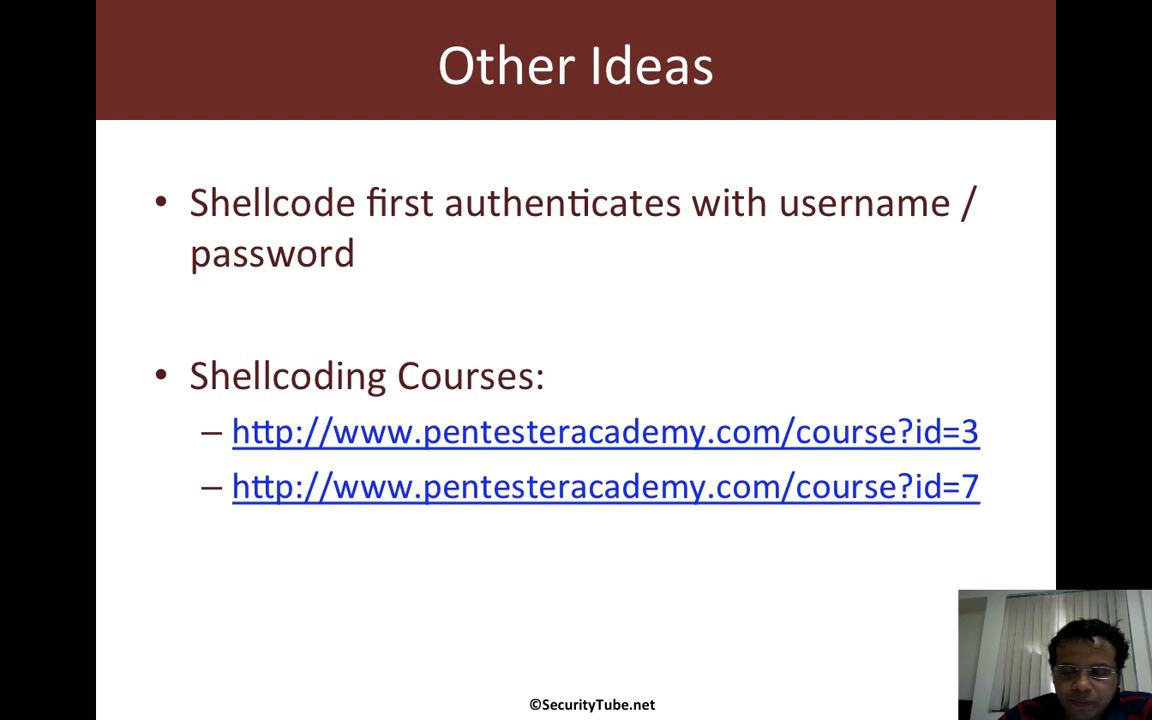 Other Ideas
• Shellcode first authenticates with username /
password
• Shellcoding Courses:
– http://www.pentesteracademy.com/course?id=3
– http://www.pentesteracademy.com/course?id=7
©SecurityTube.net